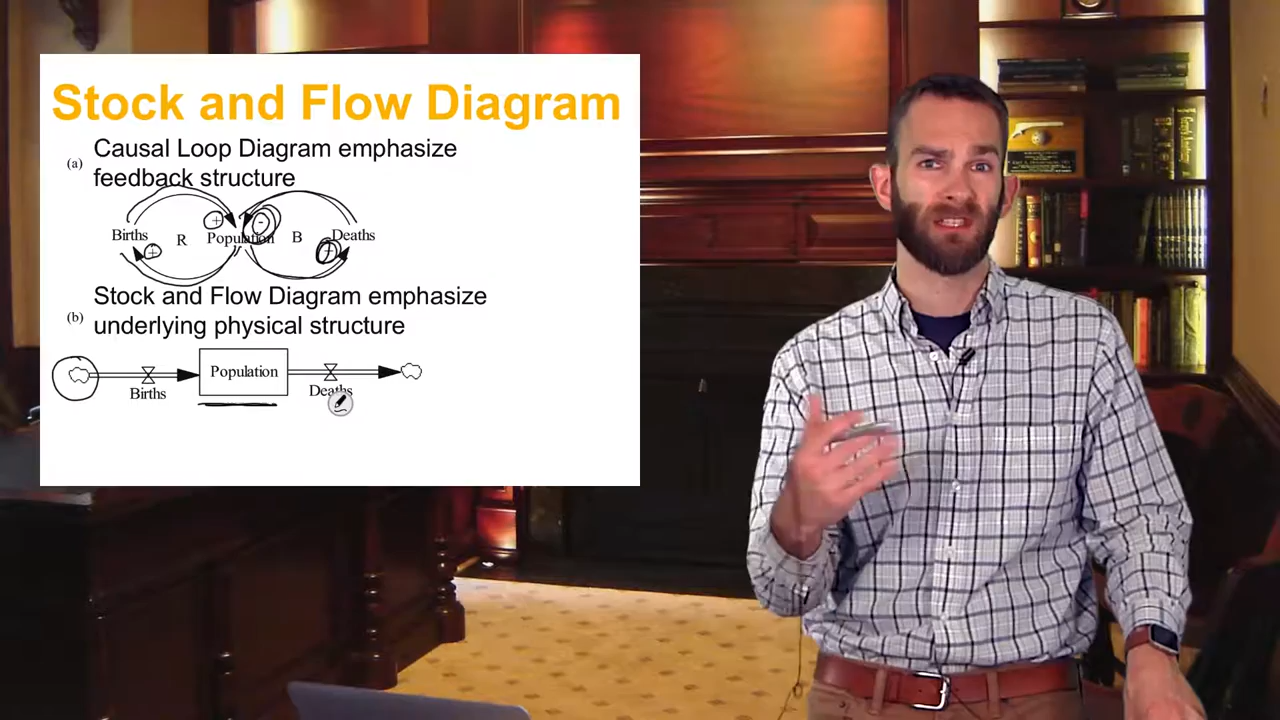 Stock and Flow Diagram
(a) Causal Loop Diagram emphasize
feedback structure
+ -
Births R Population B Deaths
+ +
Stock and Flow Diagram emphasize
(b) underlying physical structure
Population
Births Deaths